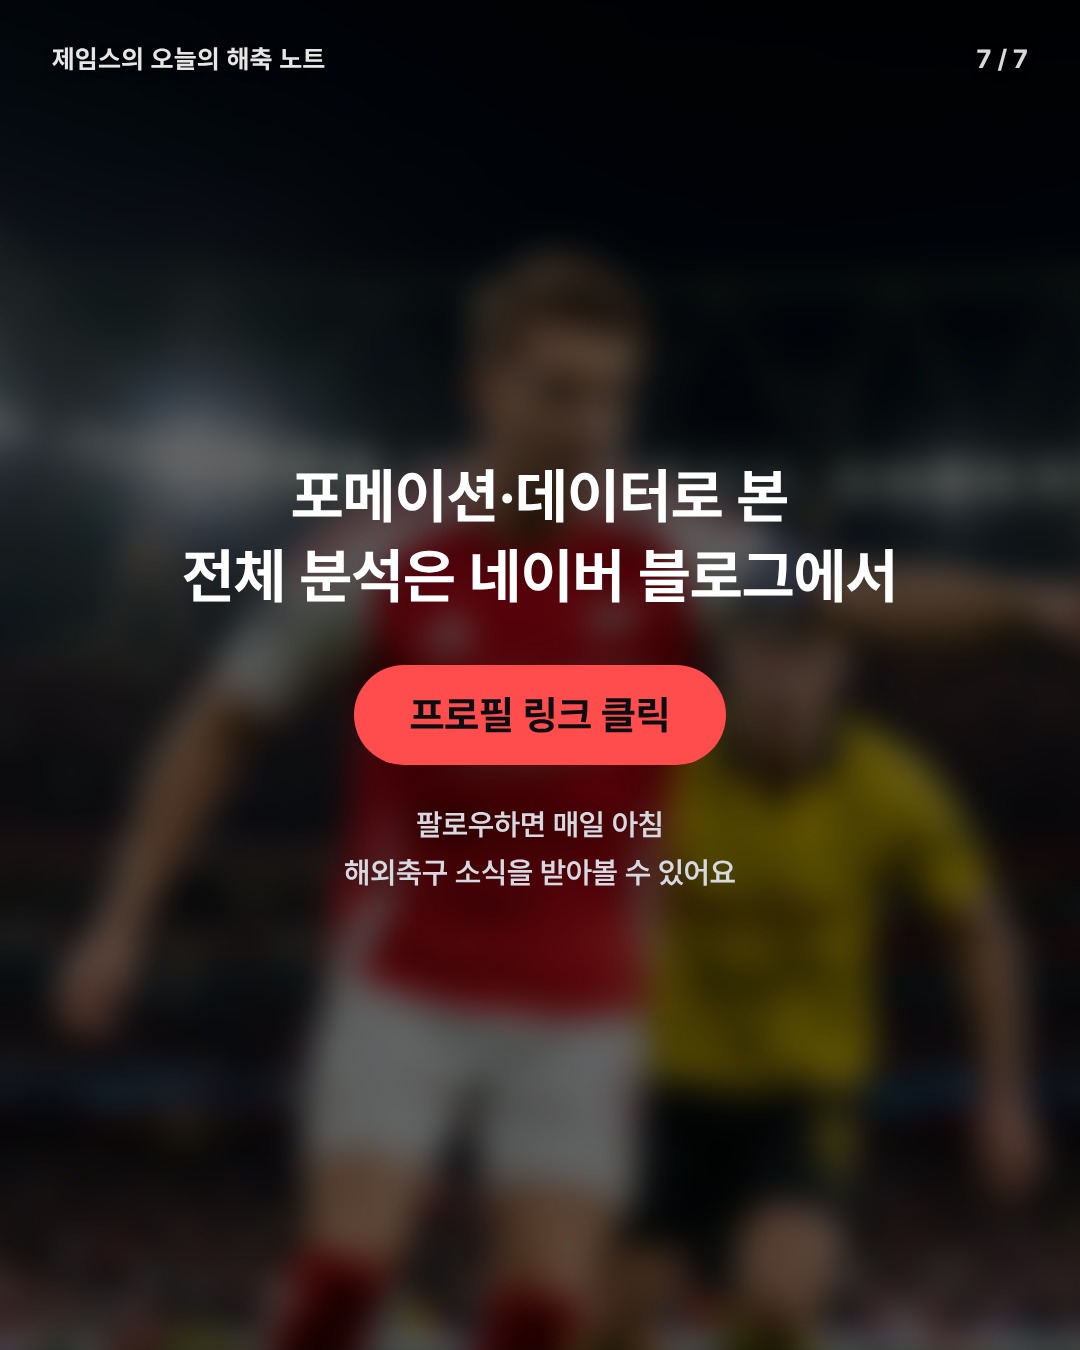 제임스의 오늘의 해축 노트
7 / 7
포메이션·데이터로 본
전체 분석은 네이버 블로그에서
프로필 링크 클릭
팔로우하면 매일 아침
해외축구 소식을 받아볼 수 있어요